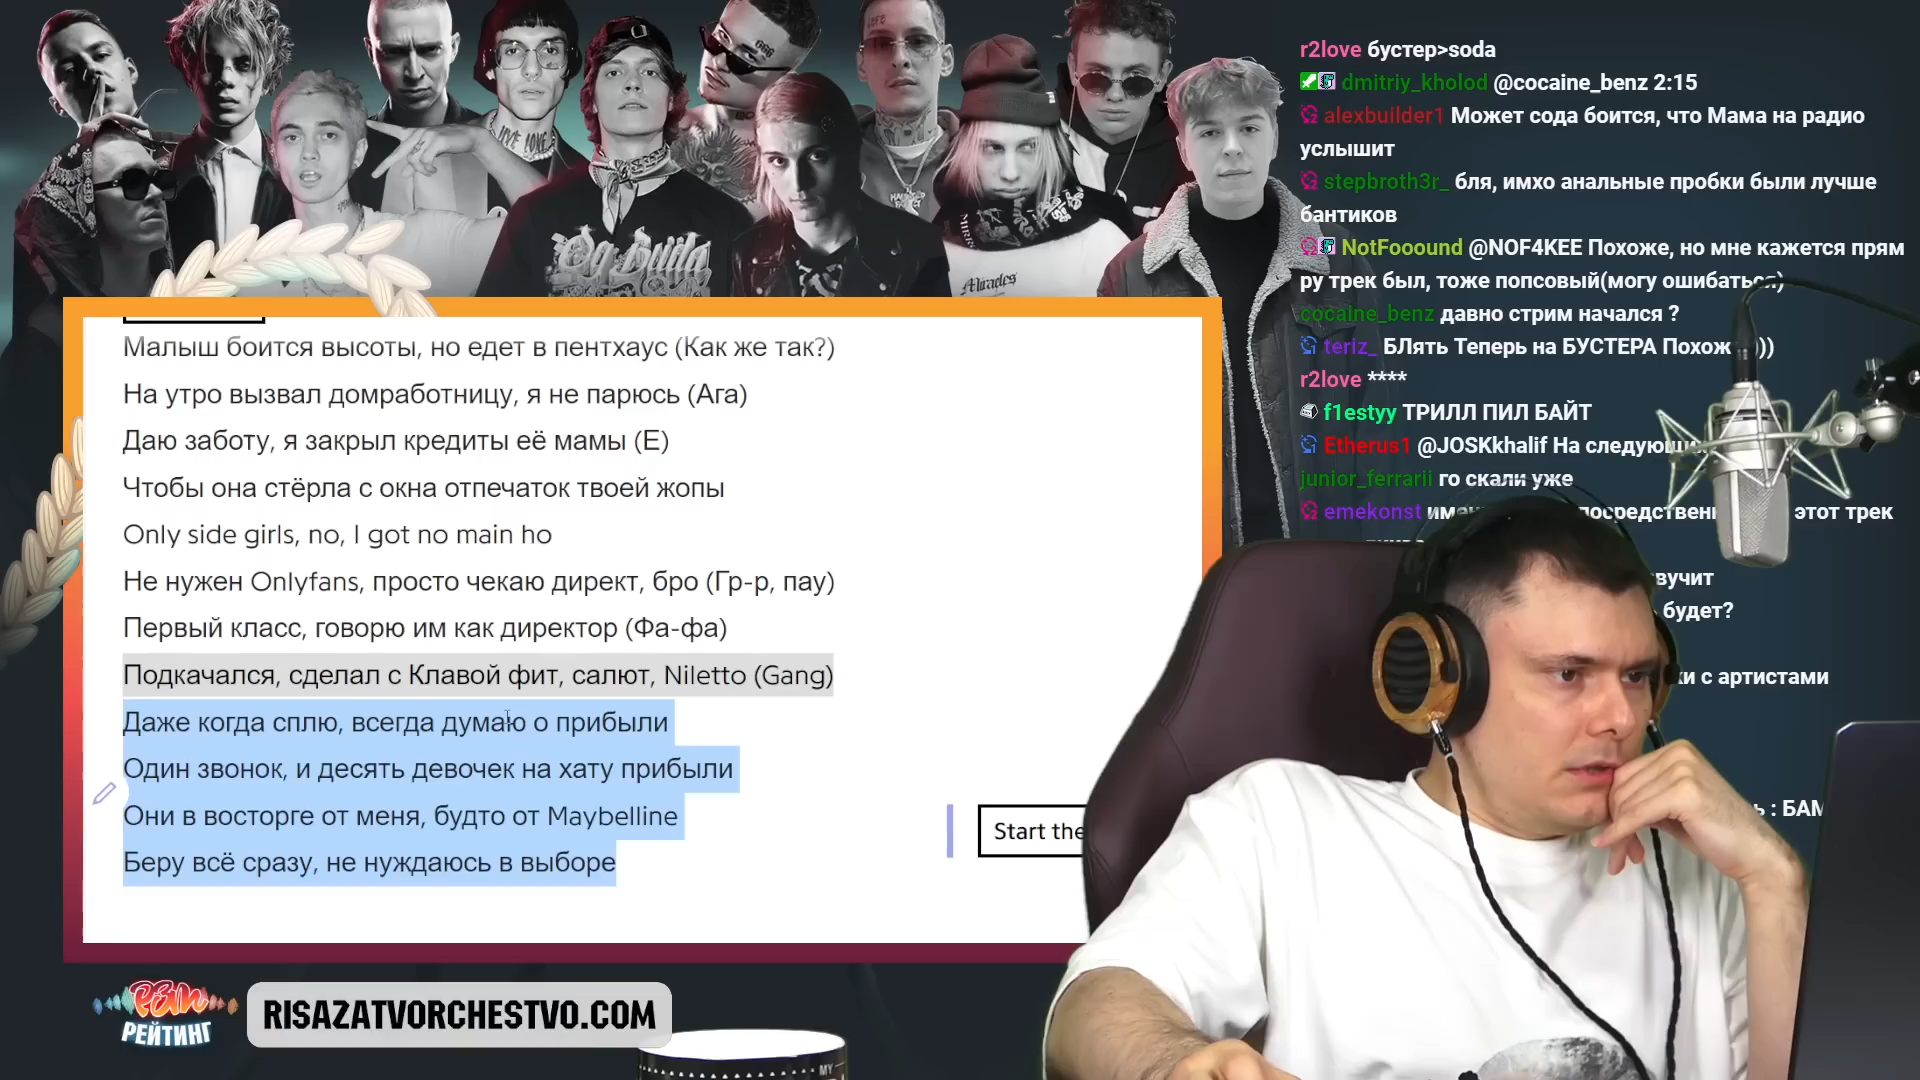 r2love бустер>soda
dmitriy_kholod @cocaine_benz 2:15
alexbuilder1 Может сода боится, что Мама на радио
услышит
stepbroth3r_ бля, имхо анальные пробки были лучше
бантиков
NotFooound @NOF4KEE Похоже, но мне кажется прям
ру трек был, тоже попсовый(могу ошибаться)
cocaine_benz давно стрим начался ?
teriz_ БЛять Теперь на БУСТЕРА Похож ))
r2love ****
f1estyy ТРИЛЛ ПИЛ БАЙТ
Etherus1 @JOSKkhalif На следующи
junior_ferrarii го скали уже
emekonst этот трек
будет?
с артистами
Малыш боится высоты, но едет в пентхаус (Как же так?)
На утро вызвал домработницу, я не парюсь (Ага)
Даю заботу, я закрыл кредиты её мамы (Е)
Чтобы она стёрла с окна отпечаток твоей жопы
Only side girls, no, I got no main ho
Не нужен Onlyfans, просто чекаю директ, бро (Гр-р, пау)
Первый класс, говорю им как директор (Фа-фа)
Подкачался, сделал с Клавой фит, салют, Niletto (Gang)
Даже когда сплю, всегда думаю о прибыли
Один звонок, и десять девочек на хату прибыли
Они в восторге от меня, будто от Maybelline
Беру всё сразу, не нуждаюсь в выборе
Start the
РЗТ
РЕЙТИНГ
RISAZATVORCHESTVO.COM
Og Buda
Miracles
666
MY